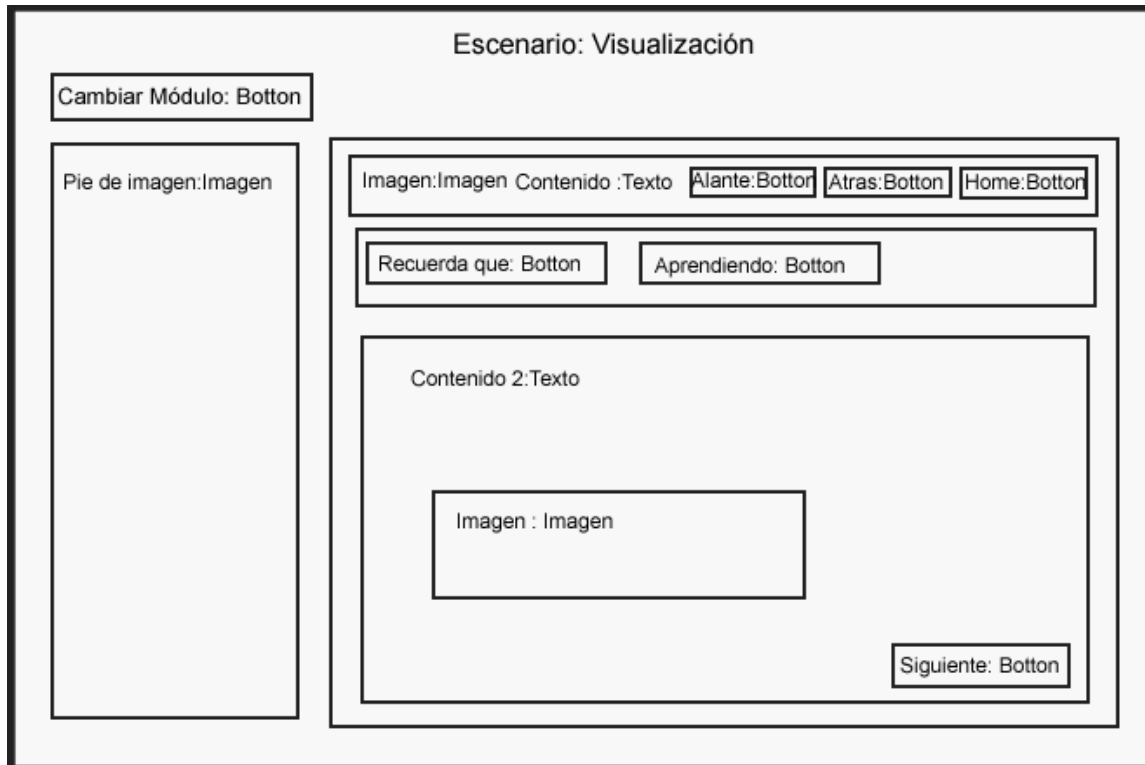 Escenario: Visualización
Cambiar Módulo: Botton
Pie de imagen:Imagen
Imagen:Imagen Contenido :Texto Alante:Botton Atras:Botton Home:Botton
Recuerda que: Botton Aprendiendo: Botton
Contenido 2:Texto
Imagen : Imagen
Siguiente: Botton